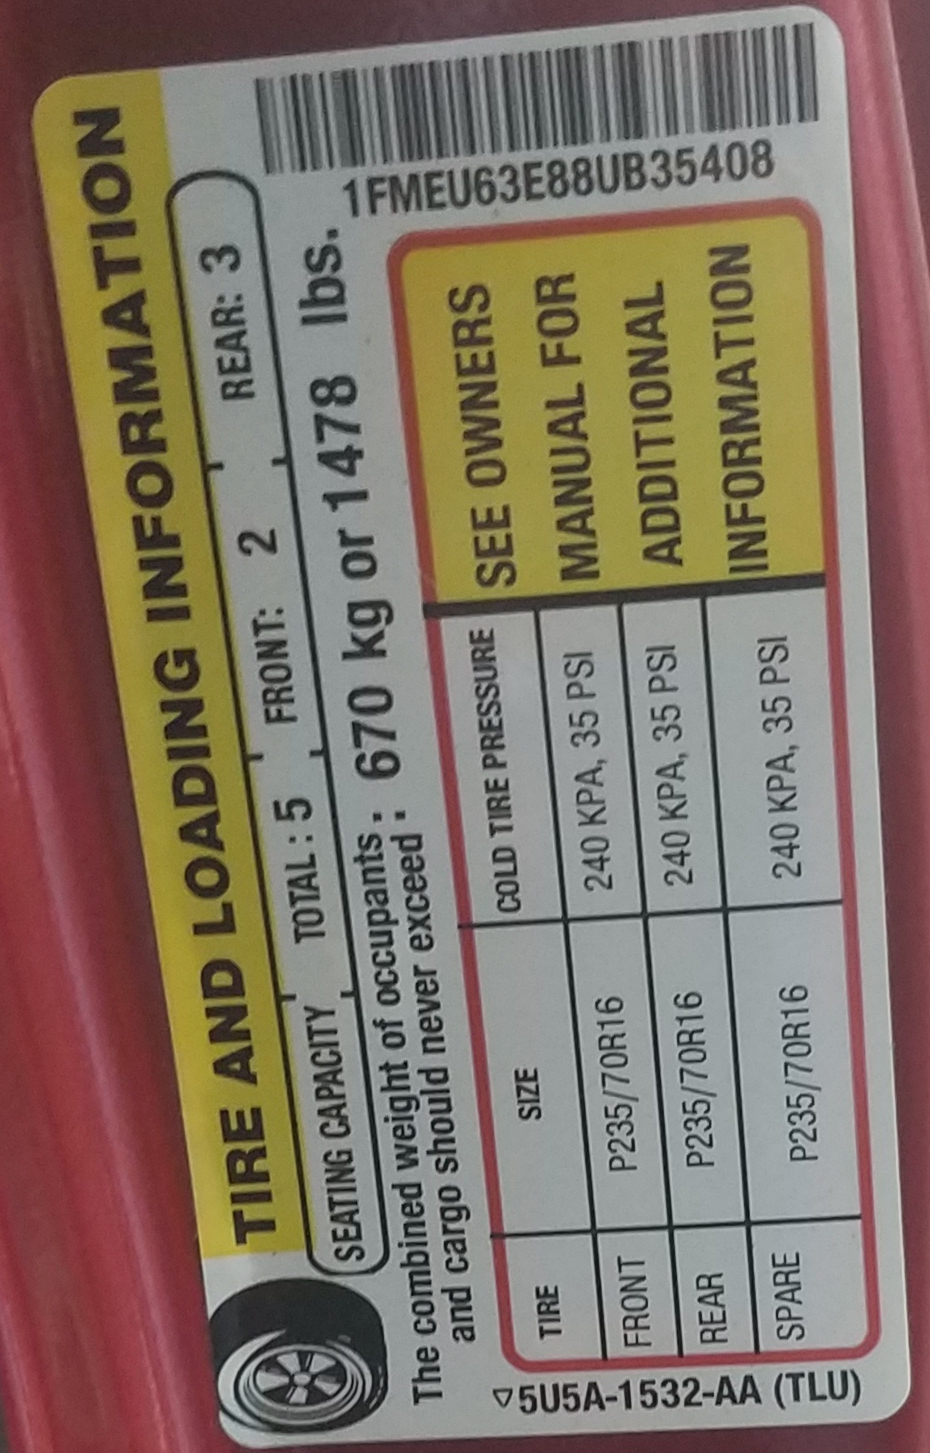 TIRE AND LOADING INFORMATION
SEATING CAPACITY TOTAL : 5 FRONT: 2 REAR: 3
The combined weight of occupants : 670 kg or 1478 lbs.
and cargo should never exceed :
1FMEU63E88UB35408
TIRE SIZE COLD TIRE PRESSURE
FRONT P235/70R16 240 KPA, 35 PSI
REAR P235/70R16 240 KPA, 35 PSI
SPARE P235/70R16 240 KPA, 35 PSI
SEE OWNERS
MANUAL FOR
ADDITIONAL
INFORMATION
5U5A-1532-AA (TLU)